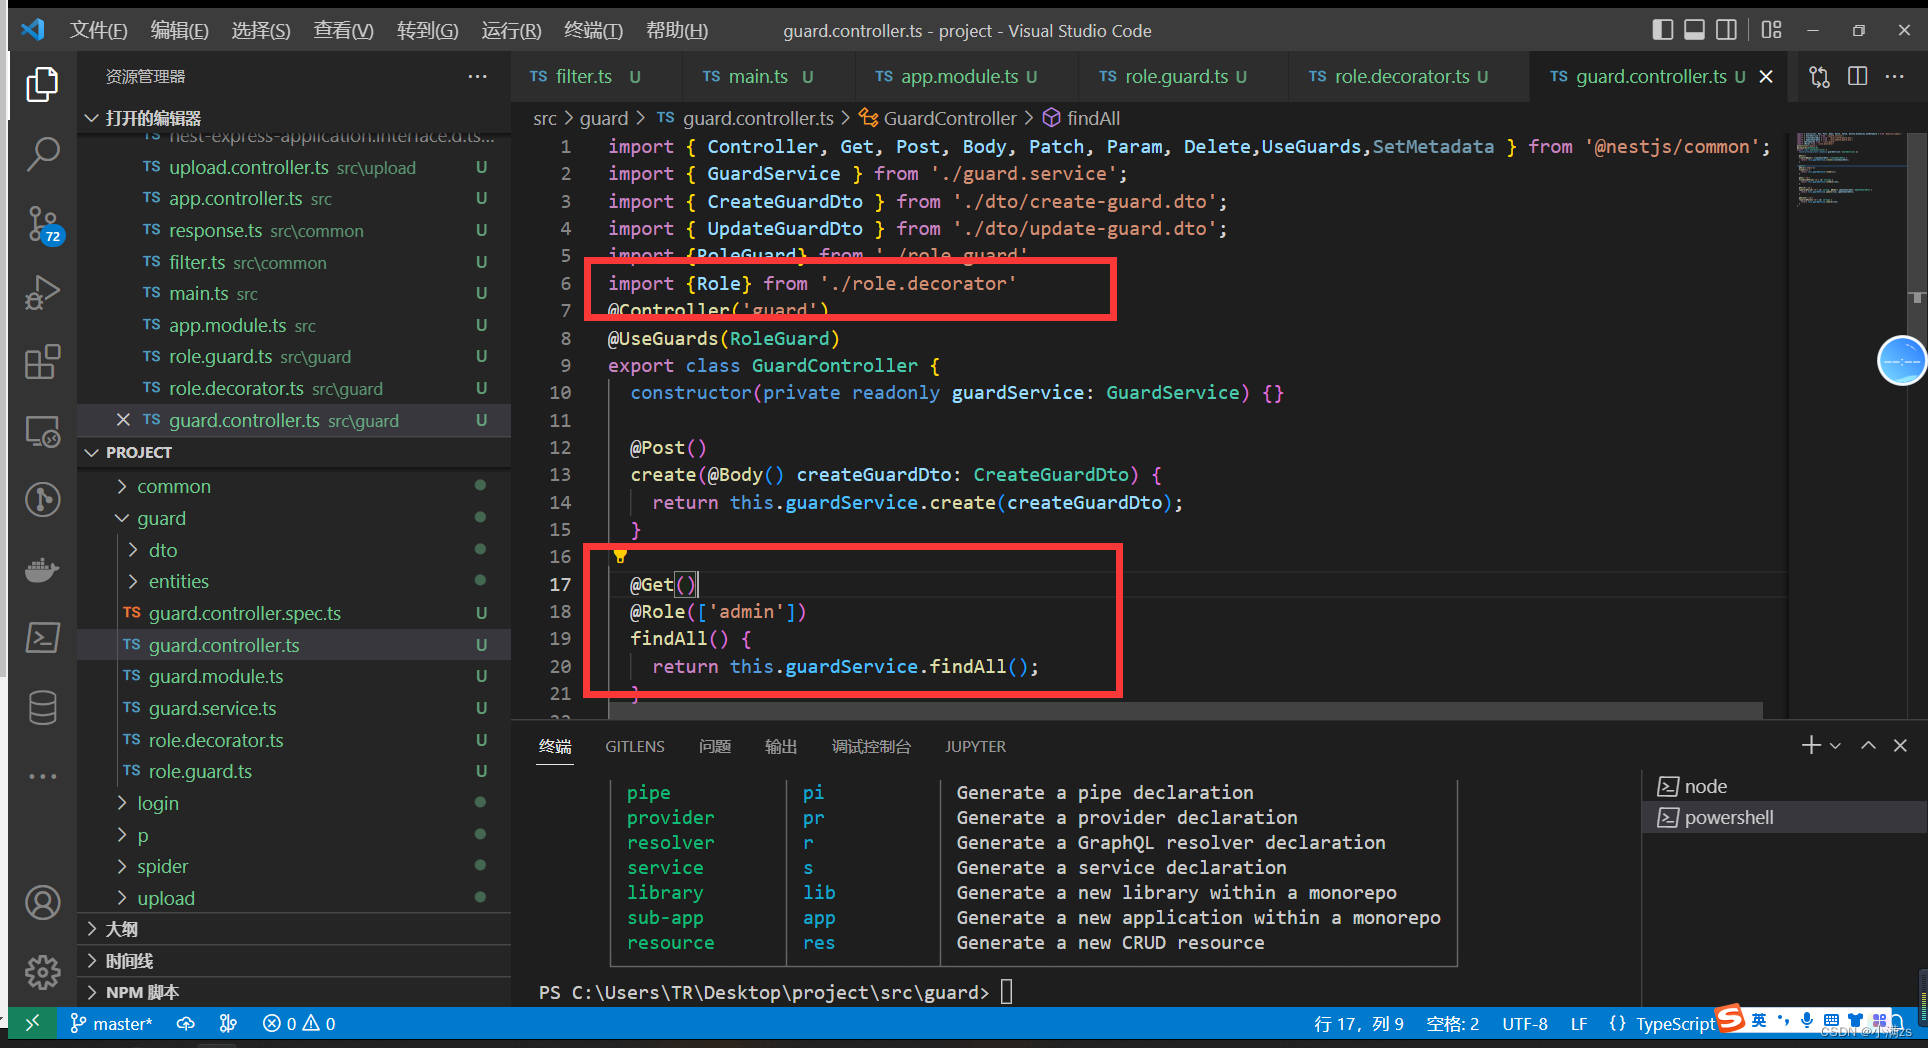 文件(F) 编辑(E) 选择(S) 查看(V) 转到(G) 运行(R) 终端(T) 帮助(H) guard.controller.ts - project - Visual Studio Code
资源管理器
打开的编辑器
nest-express-application.interface.d.ts...
TS upload.controller.ts src\upload U
TS app.controller.ts src U
TS response.ts src\common U
TS filter.ts src\common U
TS main.ts src U
TS app.module.ts src U
TS role.guard.ts src\guard U
TS role.decorator.ts src\guard U
TS guard.controller.ts src\guard U
72
PROJECT
common
guard
dto
entities
TS guard.controller.spec.ts U
TS guard.controller.ts U
TS guard.module.ts U
TS guard.service.ts U
TS role.decorator.ts U
TS role.guard.ts U
login
p
spider
upload
大纲
时间线
NPM 脚本
TS filter.ts U TS main.ts U TS app.module.ts U TS role.guard.ts U TS role.decorator.ts U TS guard.controller.ts U
src > guard > TS guard.controller.ts > GuardController > findAll
1 import { Controller, Get, Post, Body, Patch, Param, Delete,UseGuards,SetMetadata } from '@nestjs/common';
2 import { GuardService } from './guard.service';
3 import { CreateGuardDto } from './dto/create-guard.dto';
4 import { UpdateGuardDto } from './dto/update-guard.dto';
5 import {RoleGuard} from './role.guard'
6 import {Role} from './role.decorator'
7 @Controller('guard')
8 @UseGuards(RoleGuard)
9 export class GuardController {
10 constructor(private readonly guardService: GuardService) {}
11
12 @Post()
13 create(@Body() createGuardDto: CreateGuardDto) {
14 return this.guardService.create(createGuardDto);
15 }
16
17 @Get()
18 @Role(['admin'])
19 findAll() {
20 return this.guardService.findAll();
21 }
22
终端 GITLENS 问题 输出 调试控制台 JUPYTER
pipe pi Generate a pipe declaration
provider pr Generate a provider declaration
resolver r Generate a GraphQL resolver declaration
service s Generate a service declaration
library lib Generate a new library within a monorepo
sub-app app Generate a new application within a monorepo
resource res Generate a new CRUD resource
PS C:\Users\TR\Desktop\project\src\guard>
node
powershell
master* 0 0 行 17，列 9 空格: 2 UTF-8 LF {} TypeScript
英
CSDN @小满zs